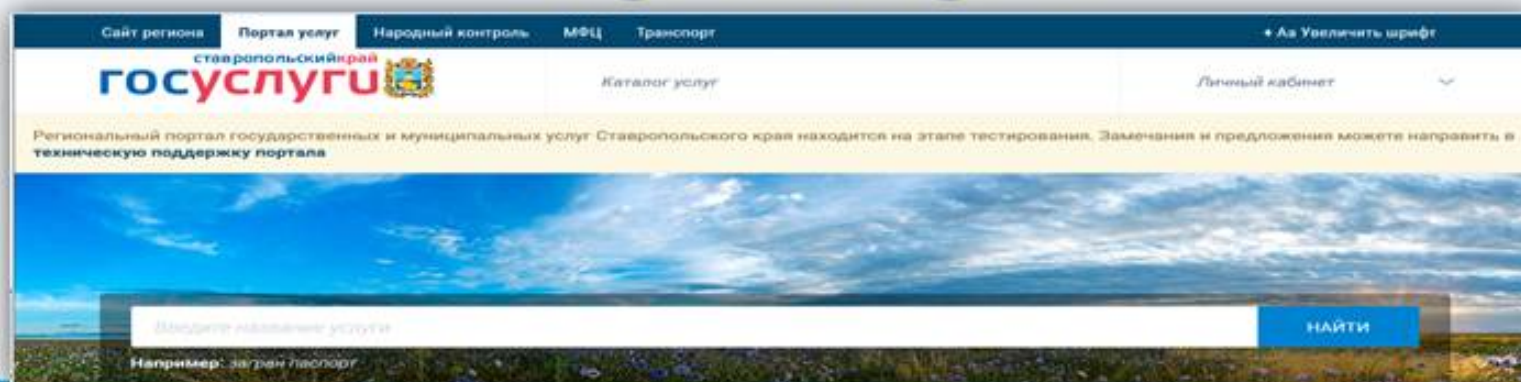 Сайт региона Портал услуг Народный контроль МФЦ Транспорт + Аа Увеличить шрифт
ставропольскийкрай
госуслуги Каталог услуг Личный кабинет
Региональный портал государственных и муниципальных услуг Ставропольского края находится на этапе тестирования. Замечания и предложения можете направить в
техническую поддержку портала
Введите название услуги НАЙТИ
Например: загран паспорт